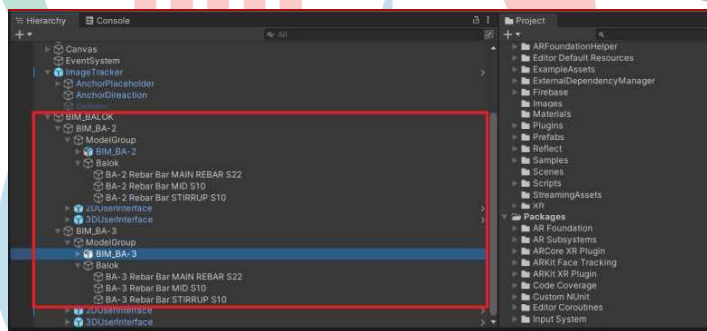 Hierarchy
Console
All
Canvas
EventSystem
ImageTracker
AnchorPlaceholder
AnchorDireaction
Collider
BIM_BALOK
BIM_BA-2
ModelGroup
BIM_BA-2
Balok
BA-2 Rebar Bar MAIN REBAR S22
BA-2 Rebar Bar MID S10
BA-2 Rebar Bar STIRRUP S10
2DUserInterface
3DUserInterface
BIM_BA-3
ModelGroup
BIM_BA-3
Balok
BA-3 Rebar Bar MAIN REBAR S22
BA-3 Rebar Bar MID S10
BA-3 Rebar Bar STIRRUP S10
2DUserInterface
3DUserInterface
Project
ARFoundationHelper
Editor Default Resources
ExampleAssets
ExternalDependencyManager
Firebase
Images
Materials
Plugins
Prefabs
Reflect
Samples
Scenes
Scripts
StreamingAssets
XR
Packages
AR Foundation
AR Subsystems
ARCore XR Plugin
ARKit Face Tracking
ARKit XR Plugin
Code Coverage
Custom NUnit
Editor Coroutines
Input System